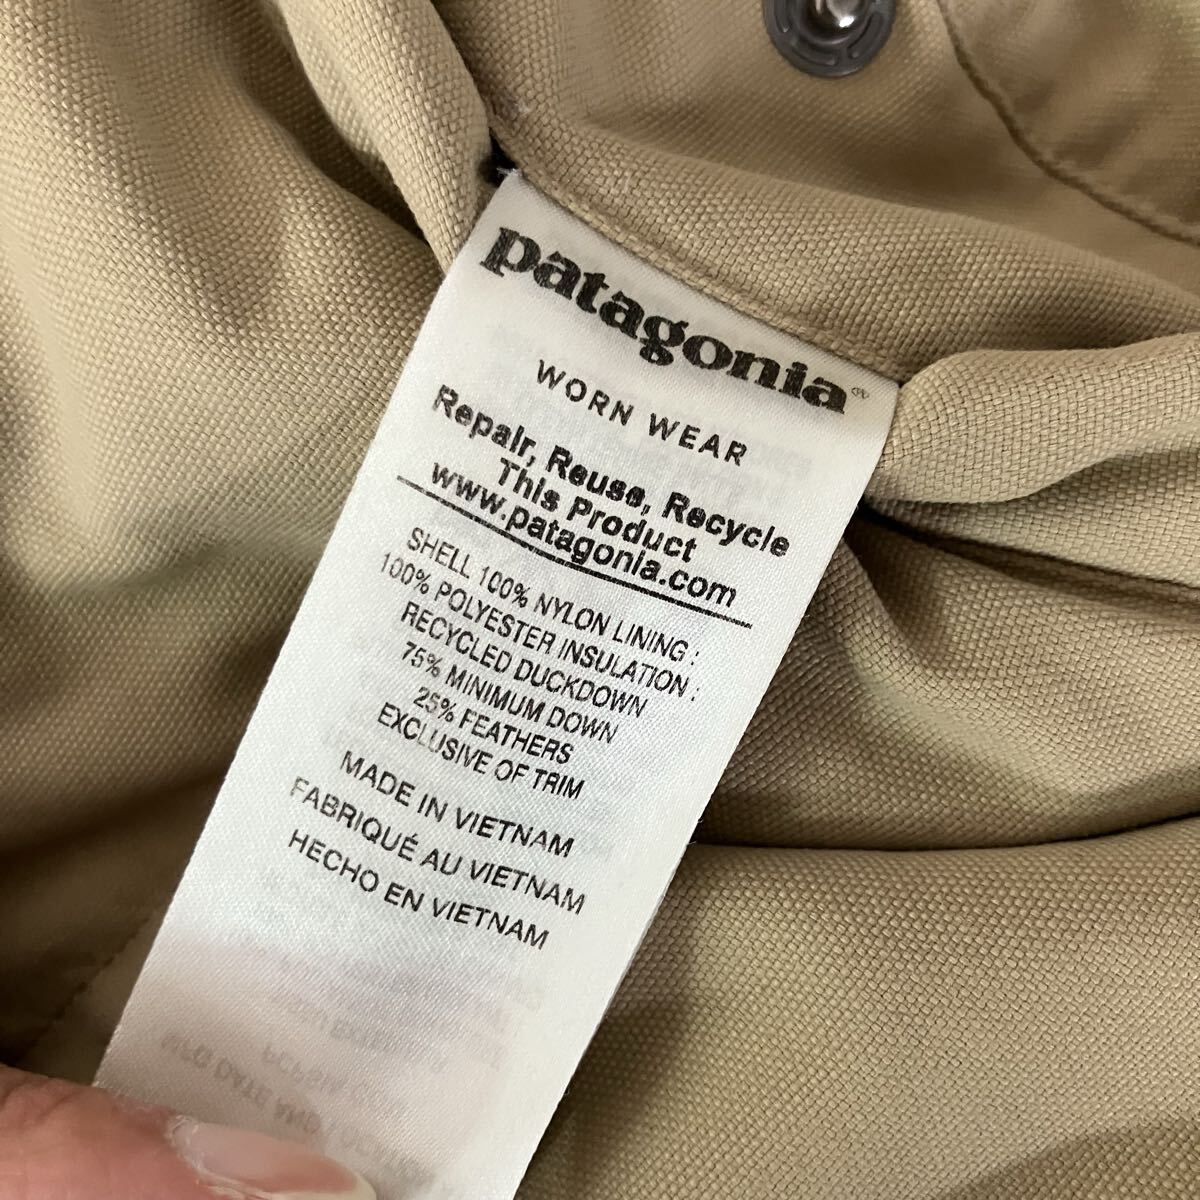 patagonia®
WORN WEAR
Repair, Reuse, Recycle
This Product
www.patagonia.com
SHELL 100% NYLON LINING :
100% POLYESTER INSULATION :
RECYCLED DUCKDOWN
75% MINIMUM DOWN
25% FEATHERS
EXCLUSIVE OF TRIM
MADE IN VIETNAM
FABRIQUÉ AU VIETNAM
HECHO EN VIETNAM